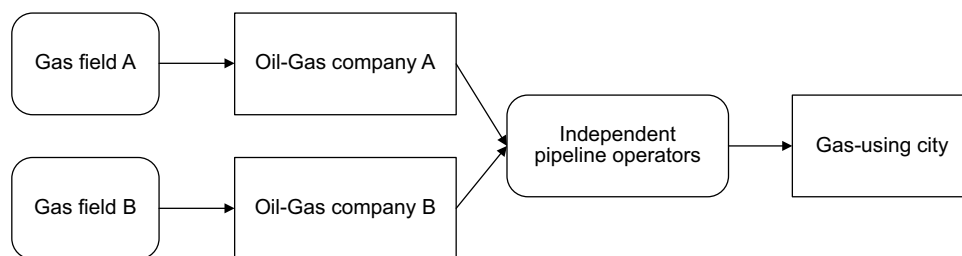 Gas field A
Oil-Gas company A
Independent
pipeline operators
Gas-using city
Gas field B
Oil-Gas company B